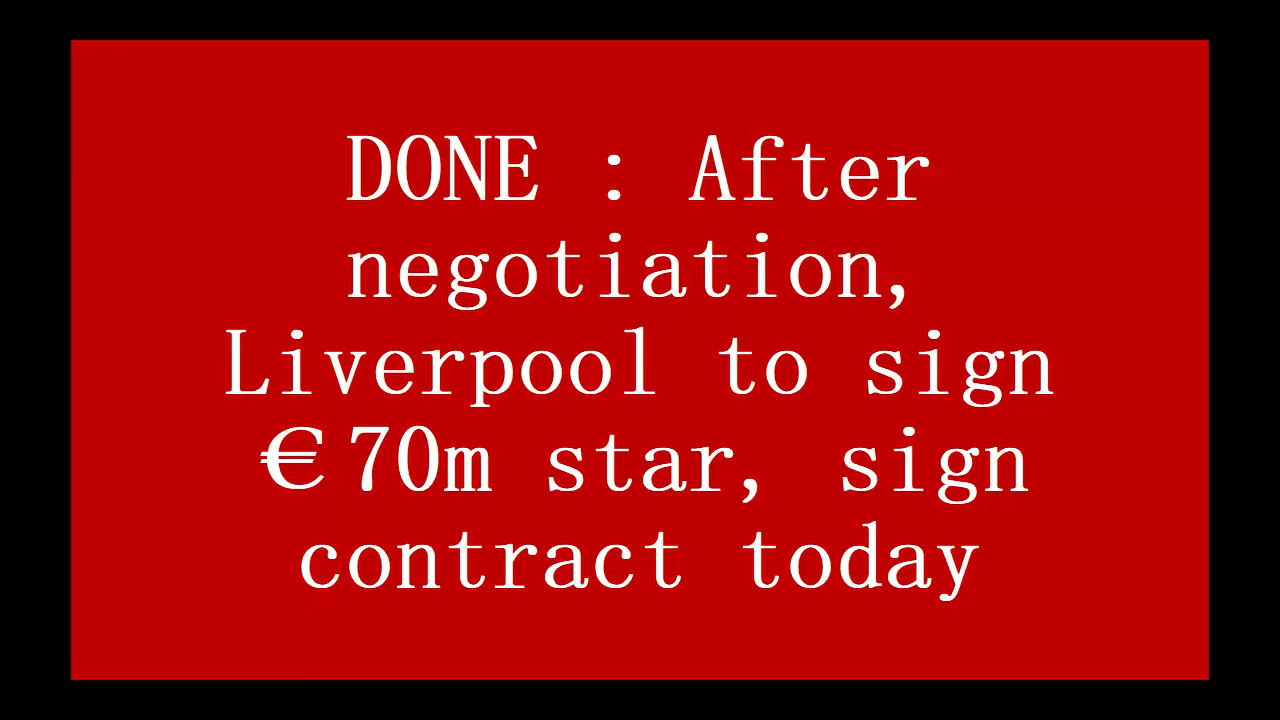 DONE : After
negotiation,
Liverpool to sign
€70m star, sign
contract today